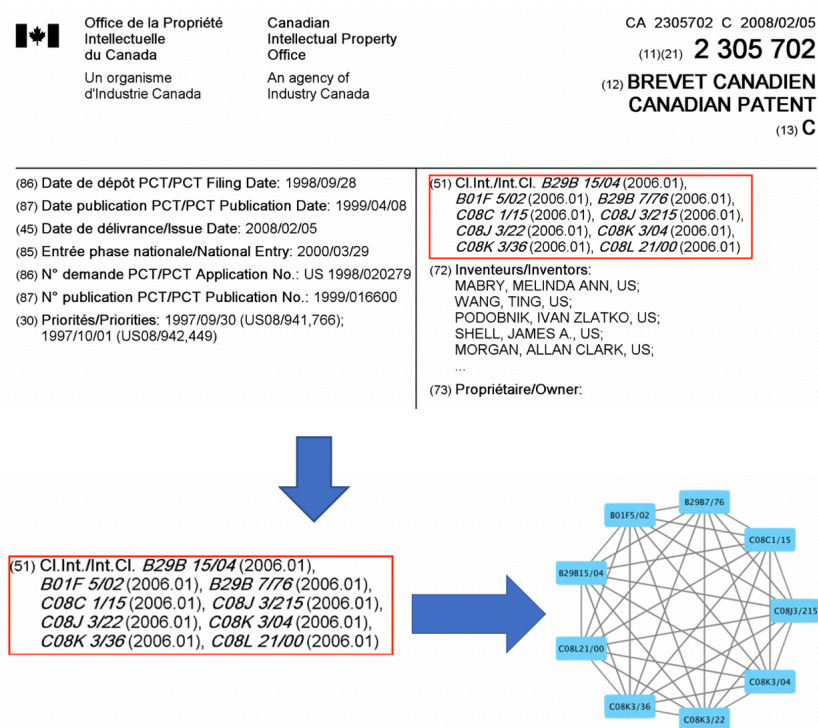 Office de la Propriété
Intellectuelle
du Canada
Un organisme
d'Industrie Canada
Canadian
Intellectual Property
Office
An agency of
Industry Canada
CA 2305702 C 2008/02/05
(11)(21) 2 305 702
(12) BREVET CANADIEN
CANADIAN PATENT
(13) C
(86) Date de dépôt PCT/PCT Filing Date: 1998/09/28
(87) Date publication PCT/PCT Publication Date: 1999/04/08
(45) Date de délivrance/Issue Date: 2008/02/05
(85) Entrée phase nationale/National Entry: 2000/03/29
(86) N° demande PCT/PCT Application No.: US 1998/020279
(87) N° publication PCT/PCT Publication No.: 1999/016600
(30) Priorités/Priorities: 1997/09/30 (US08/941,766);
1997/10/01 (US08/942,449)
(51) Cl.Int./Int.Cl. B29B 15/04 (2006.01),
B01F 5/02 (2006.01), B29B 7/76 (2006.01),
C08C 1/15 (2006.01), C08J 3/215 (2006.01),
C08J 3/22 (2006.01), C08K 3/04 (2006.01),
C08K 3/36 (2006.01), C08L 21/00 (2006.01)
(72) Inventeurs/Inventors:
MABRY, MELINDA ANN, US;
WANG, TING, US;
PODOBNIK, IVAN ZLATKO, US;
SHELL, JAMES A., US;
MORGAN, ALLAN CLARK, US;
...
(73) Propriétaire/Owner:
(51) Cl.Int./Int.Cl. B29B 15/04 (2006.01),
B01F 5/02 (2006.01), B29B 7/76 (2006.01),
C08C 1/15 (2006.01), C08J 3/215 (2006.01),
C08J 3/22 (2006.01), C08K 3/04 (2006.01),
C08K 3/36 (2006.01), C08L 21/00 (2006.01)
B29B7/76
B01F5/02
C08C1/15
B29B15/04
C08J3/215
C08L21/00
C08K3/04
C08K3/36
C08K3/22